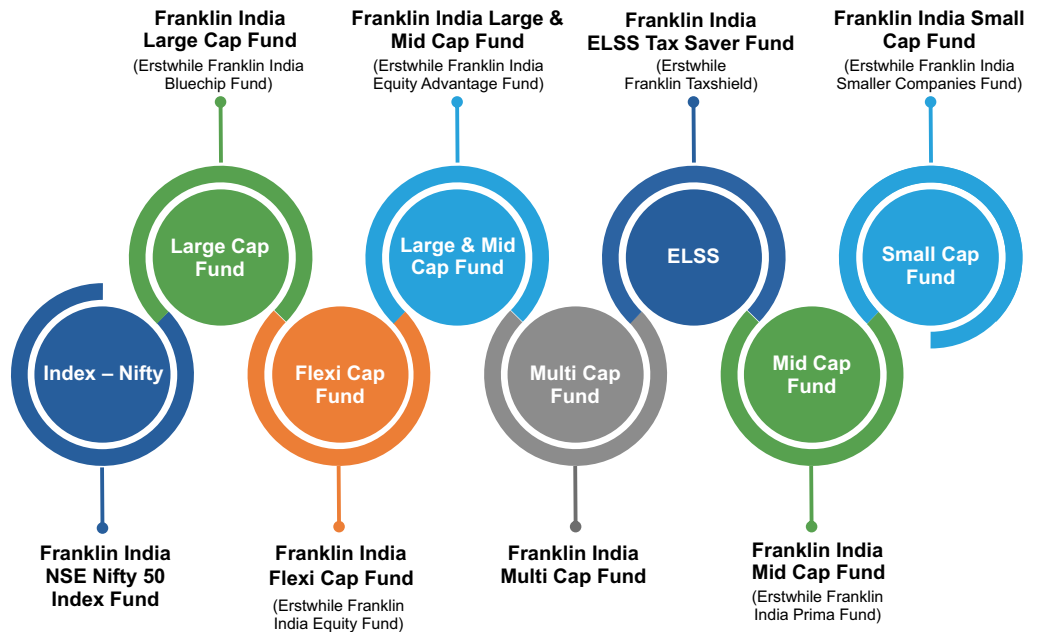 Franklin India
Large Cap Fund
(Erstwhile Franklin India
Bluechip Fund)
Franklin India Large &
Mid Cap Fund
(Erstwhile Franklin India
Equity Advantage Fund)
Franklin India
ELSS Tax Saver Fund
(Erstwhile
Franklin Taxshield)
Franklin India Small
Cap Fund
(Erstwhile Franklin India
Smaller Companies Fund)
Large Cap
Fund
Large & Mid
Cap Fund
ELSS
Small Cap
Fund
Index – Nifty
Flexi Cap
Fund
Multi Cap
Fund
Mid Cap
Fund
Franklin India
NSE Nifty 50
Index Fund
Franklin India
Flexi Cap Fund
(Erstwhile Franklin
India Equity Fund)
Franklin India
Multi Cap Fund
Franklin India
Mid Cap Fund
(Erstwhile Franklin
India Prima Fund)